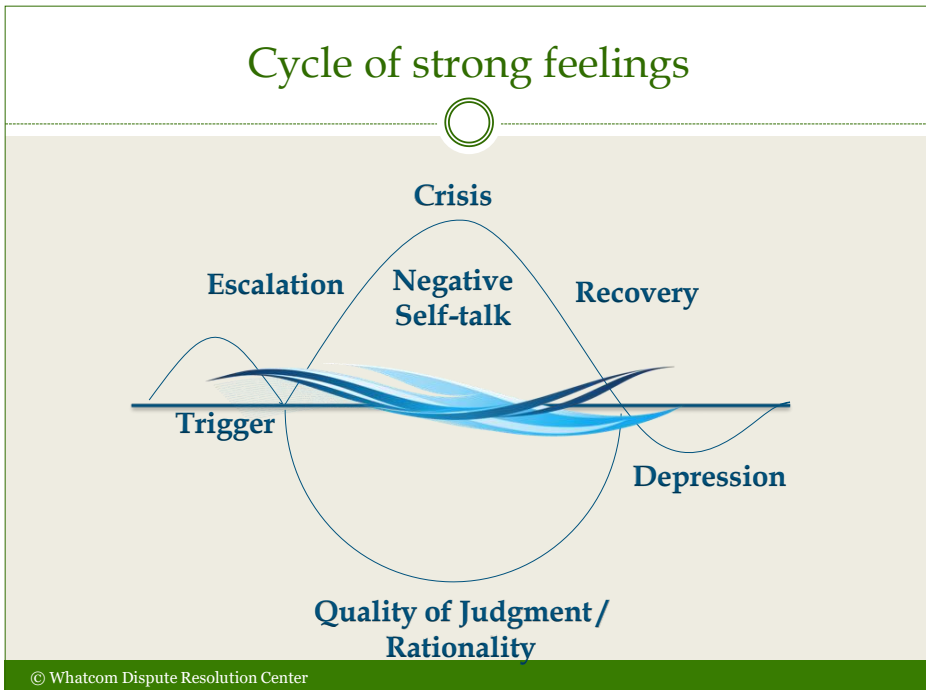 Cycle of strong feelings
Crisis
Escalation
Negative
Self-talk
Recovery
Trigger
Depression
Quality of Judgment/
Rationality
© Whatcom Dispute Resolution Center